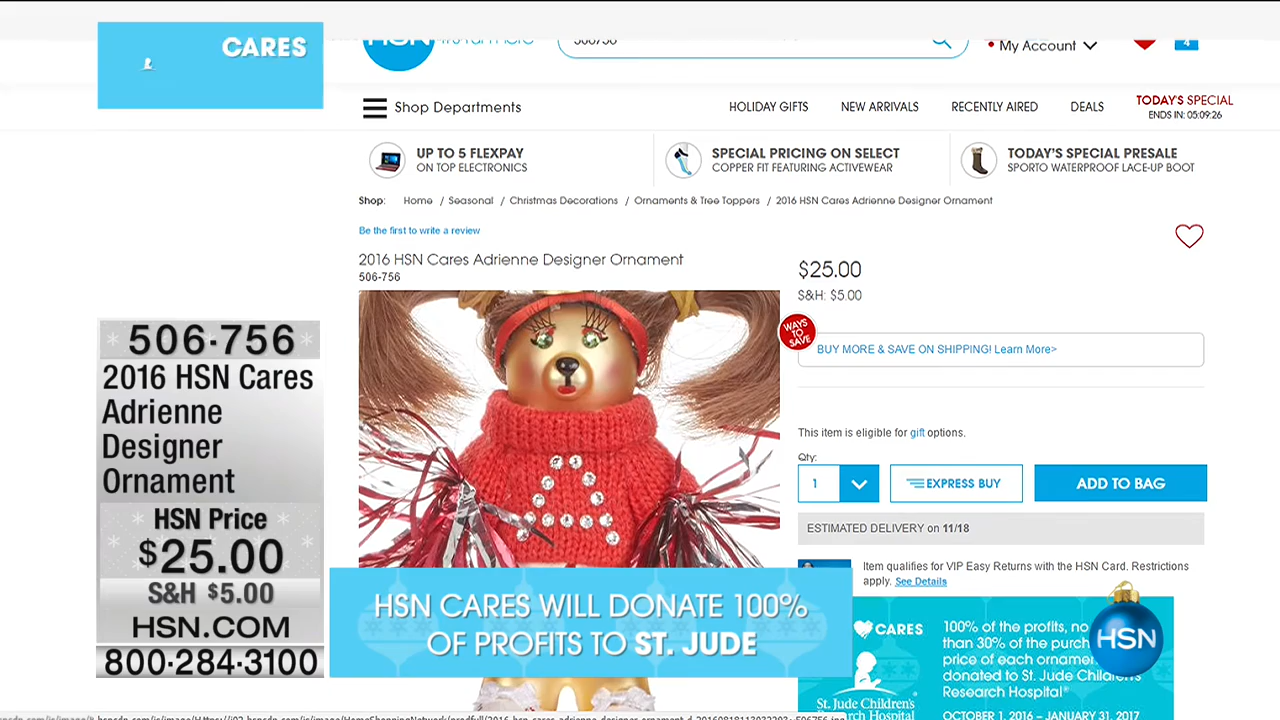 CARES
HSN it's fun here
506756
My Account
4
Shop Departments
HOLIDAY GIFTS
NEW ARRIVALS
RECENTLY AIRED
DEALS
TODAY'S SPECIAL
ENDS IN: 05:09:26
UP TO 5 FLEXPAY
ON TOP ELECTRONICS
SPECIAL PRICING ON SELECT
COPPER FIT FEATURING ACTIVEWEAR
TODAY'S SPECIAL PRESALE
SPORTO WATERPROOF LACE-UP BOOT
Shop: Home / Seasonal / Christmas Decorations / Ornaments & Tree Toppers / 2016 HSN Cares Adrienne Designer Ornament
Be the first to write a review
2016 HSN Cares Adrienne Designer Ornament
506-756
$25.00
S&H: $5.00
WAYS TO SAVE
BUY MORE & SAVE ON SHIPPING! Learn More>
This item is eligible for gift options.
Qty:
1
EXPRESS BUY
ADD TO BAG
ESTIMATED DELIVERY on 11/18
Item qualifies for VIP Easy Returns with the HSN Card. Restrictions
apply. See Details
CARES
St. Jude Children's
Research Hospital
100% of the profits, no
than 30% of the purch
price of each orname
donated to St. Jude Children's
Research Hospital®
OCTOBER 1, 2016 – JANUARY 31, 2017
HSN
506·756
2016 HSN Cares
Adrienne
Designer
Ornament
HSN Price
$25.00
S&H $5.00
HSN.COM
800·284·3100
HSN CARES WILL DONATE 100%
OF PROFITS TO ST. JUDE